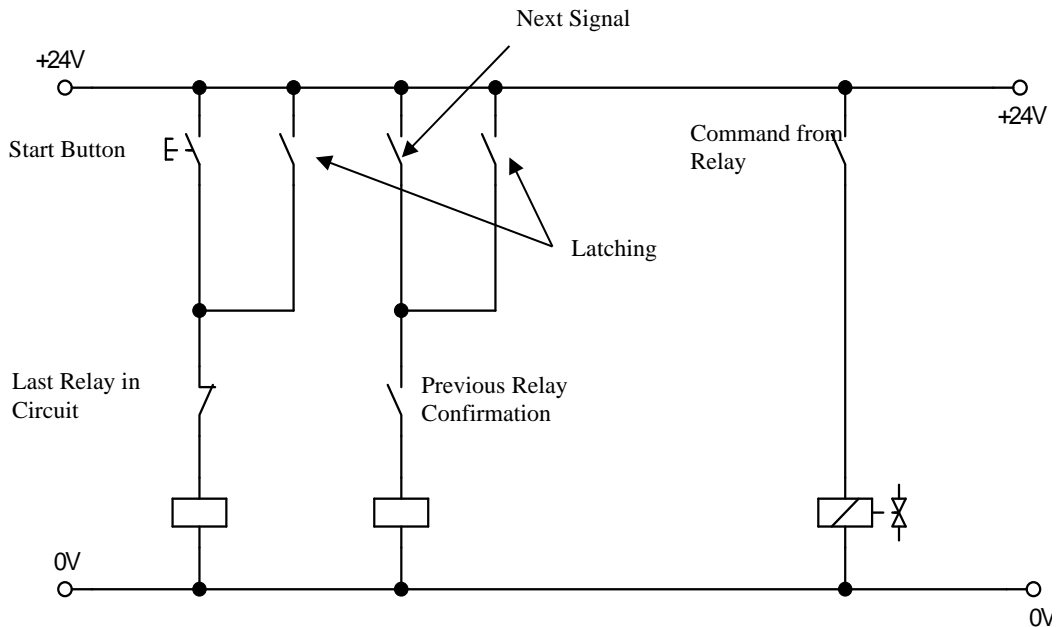 Next Signal
+24V
+24V
Start Button
Command from
Relay
Latching
Last Relay in
Circuit
Previous Relay
Confirmation
0V
0V